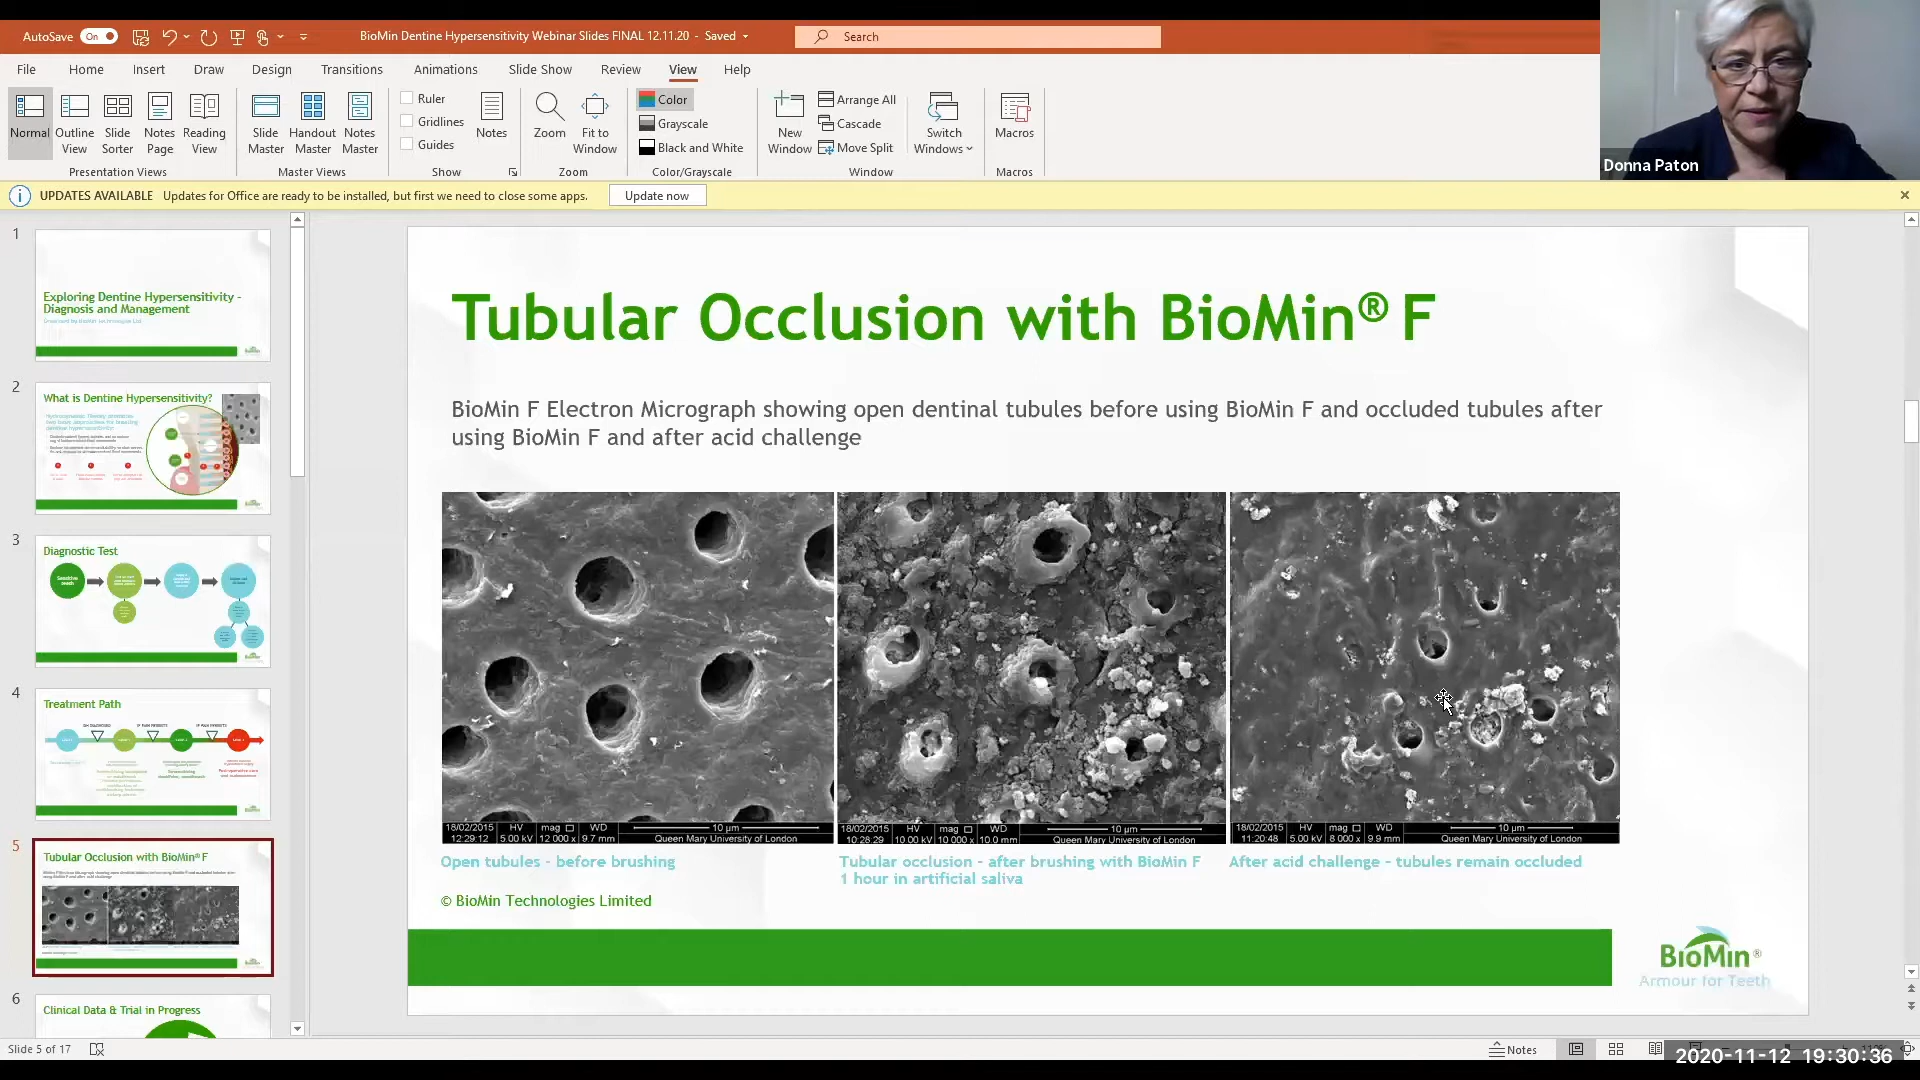 AutoSave On
BioMin Dentine Hypersensitivity Webinar Slides FINAL 12.11.20 - Saved
Search
File Home Insert Draw Design Transitions Animations Slide Show Review View Help
Normal
Outline View
Slide Sorter
Notes Page
Reading View
Presentation Views
Slide Master
Handout Master
Notes Master
Master Views
Ruler
Gridlines
Guides
Show
Notes
Zoom
Fit to Window
Zoom
Color
Grayscale
Black and White
Color/Grayscale
New Window
Arrange All
Cascade
Move Split
Switch Windows
Window
Macros
Macros
Donna Paton
UPDATES AVAILABLE Updates for Office are ready to be installed, but first we need to close some apps. Update now
1
Exploring Dentine Hypersensitivity -
Diagnosis and Management
2
What is Dentine Hypersensitivity?
3
Diagnostic Test
4
Treatment Path
5
Tubular Occlusion with BioMin® F
6
Clinical Data & Trial in Progress
Tubular Occlusion with BioMin® F
BioMin F Electron Micrograph showing open dentinal tubules before using BioMin F and occluded tubules after
using BioMin F and after acid challenge
18/02/2015 HV mag WD 10 µm
12:29:12 5.00 kV 12 000 x 9.7 mm Queen Mary University of London
18/02/2015 HV mag WD 10 µm
10:28:29 10.00 kV 10 000 x 10.0 mm Queen Mary University of London
18/02/2015 HV mag WD 10 µm
11:20:48 5.00 kV 8 000 x 9.9 mm Queen Mary University of London
Open tubules - before brushing
Tubular occlusion - after brushing with BioMin F
1 hour in artificial saliva
After acid challenge - tubules remain occluded
© BioMin Technologies Limited
BioMin®
Armour for Teeth
Slide 5 of 17
Notes
2020-11-12 19:30:36